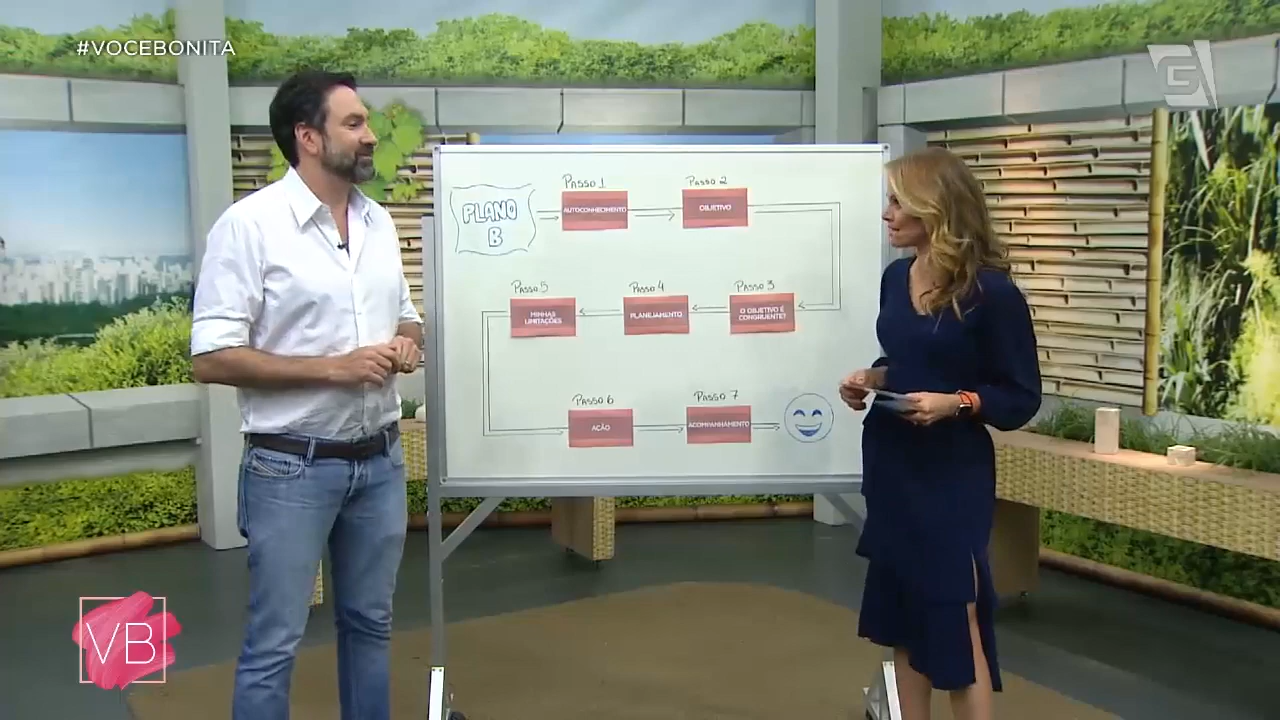 #VOCEBONITA
G
PLANO
B
PASSO 1
AUTOCONHECIMENTO
PASSO 2
OBJETIVO
PASSO 3
O OBJETIVO É
CONGRUENTE?
PASSO 4
PLANEJAMENTO
PASSO 5
MINHAS
LIMITAÇÕES
PASSO 6
AÇÃO
PASSO 7
ACOMPANHAMENTO
VB